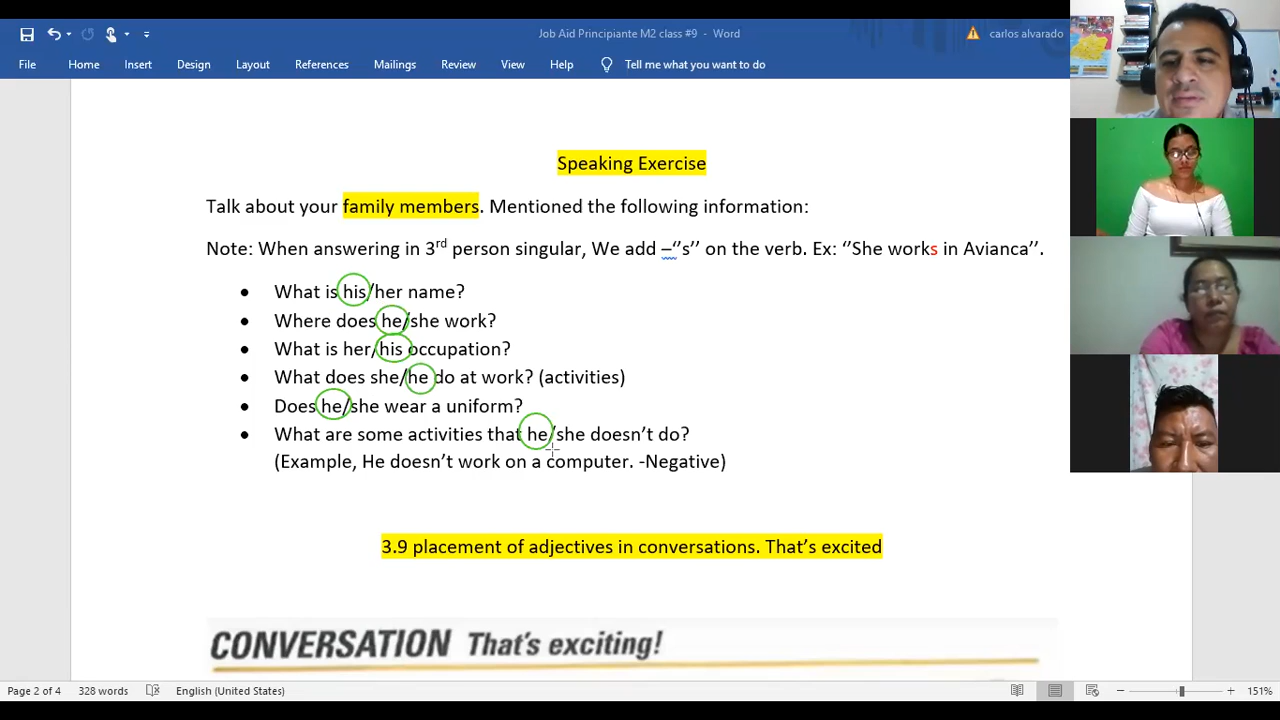 Job Aid Principiante M2 class #9 - Word
carlos alvarado
File Home Insert Design Layout References Mailings Review View Help Tell me what you want to do
Speaking Exercise
Talk about your family members. Mentioned the following information:
Note: When answering in 3rd person singular, We add –‘’s’’ on the verb. Ex: ‘’She works in Avianca’’.
• What is his/her name?
• Where does he/she work?
• What is her/his occupation?
• What does she/he do at work? (activities)
• Does he/she wear a uniform?
• What are some activities that he/she doesn’t do?
(Example, He doesn’t work on a computer. -Negative)
3.9 placement of adjectives in conversations. That’s excited
CONVERSATION That’s exciting!
Page 2 of 4 328 words English (United States) 151%